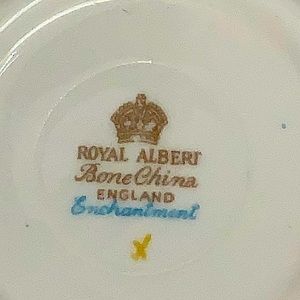 ROYAL ALBERT
Bone China
ENGLAND
Enchantment